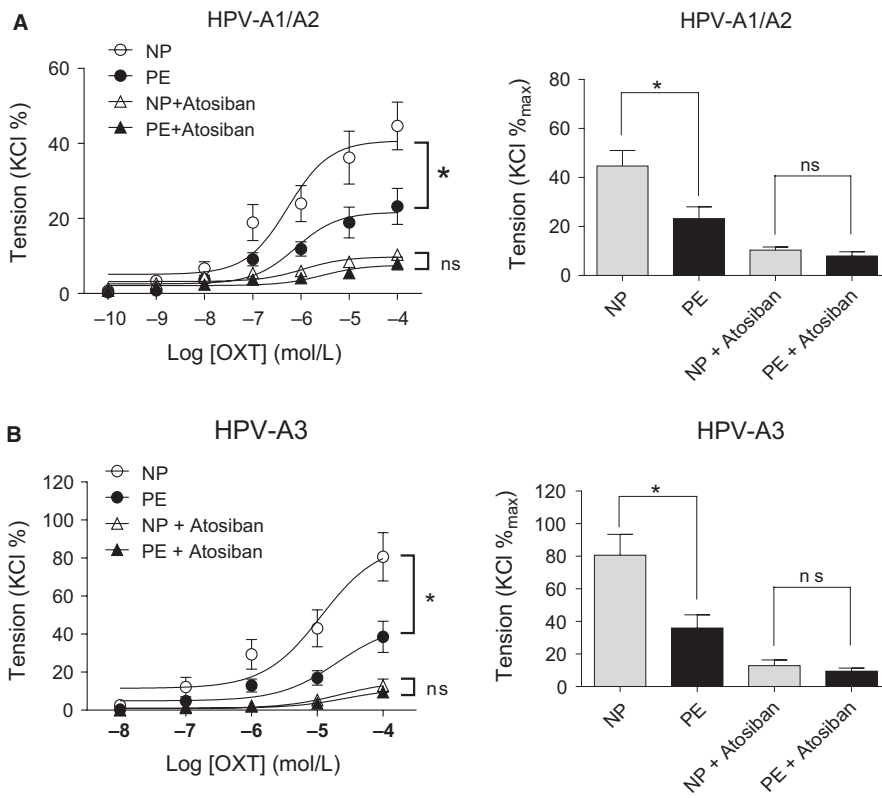 A
HPV-A1/A2
NP
PE
NP+Atosiban
PE+Atosiban
Tension (KCl %)
60
40
20
0
*
ns
–10 –9 –8 –7 –6 –5 –4
Log [OXT] (mol/L)
HPV-A1/A2
Tension (KCl %max)
80
60
40
20
0
*
ns
NP
PE
NP + Atosiban
PE + Atosiban
B
HPV-A3
NP
PE
NP + Atosiban
PE + Atosiban
Tension (KCl %)
120
100
80
60
40
20
0
*
ns
–8 –7 –6 –5 –4
Log [OXT] (mol/L)
HPV-A3
Tension (KCl %max)
120
100
80
60
40
20
0
*
n s
NP
PE
NP + Atosiban
PE + Atosiban